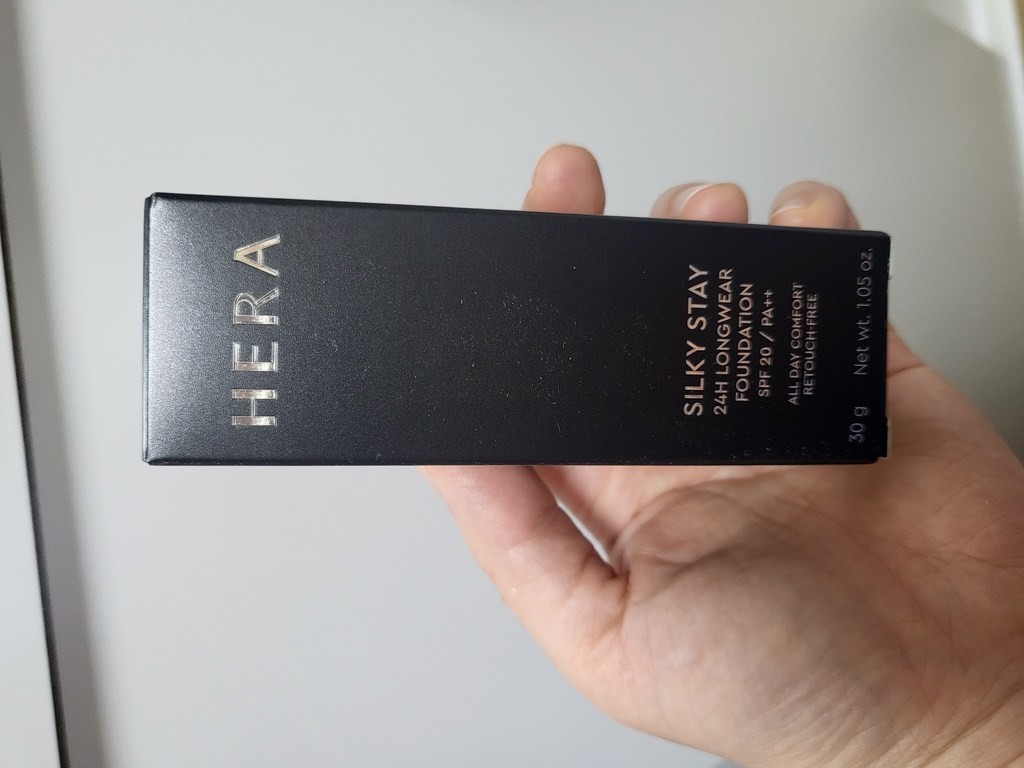 HERA
SILKY STAY
24H LONGWEAR
FOUNDATION
SPF 20 / PA++
ALL DAY COMFORT
RETOUCH-FREE
30 g Net wt. 1.05 oz.